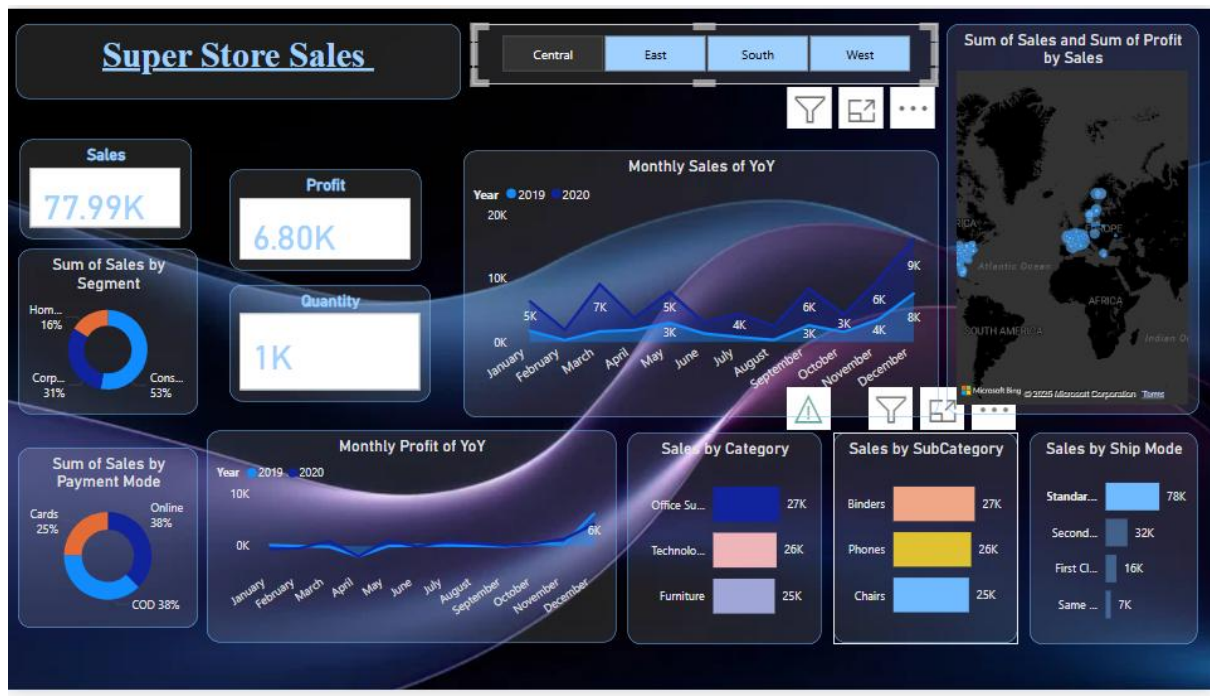 Super Store Sales
Central
East
South
West
Sum of Sales and Sum of Profit
by Sales
Sales
77.99K
Profit
6.80K
Quantity
1K
Sum of Sales by
Segment
Hom...
16%
Corp...
31%
Cons...
53%
Monthly Sales of YoY
Year 2019 2020
20K
10K
0K
5K
7K
5K
3K
4K
6K
3K
3K
6K
4K
9K
8K
January
February
March
April
May
June
July
August
September
October
November
December
Atlantic Ocean
AFRICA
SOUTH AMERICA
Microsoft Bing
© 2025 Microsoft Corporation Terms
Sum of Sales by
Payment Mode
Cards
25%
Online
38%
COD 38%
Monthly Profit of YoY
Year 2019 2020
10K
0K
6K
January
February
March
April
May
June
July
August
September
October
November
December
Sales by Category
Office Su... 27K
Technolo... 26K
Furniture 25K
Sales by SubCategory
Binders 27K
Phones 26K
Chairs 25K
Sales by Ship Mode
Standar... 78K
Second... 32K
First Cl... 16K
Same ... 7K